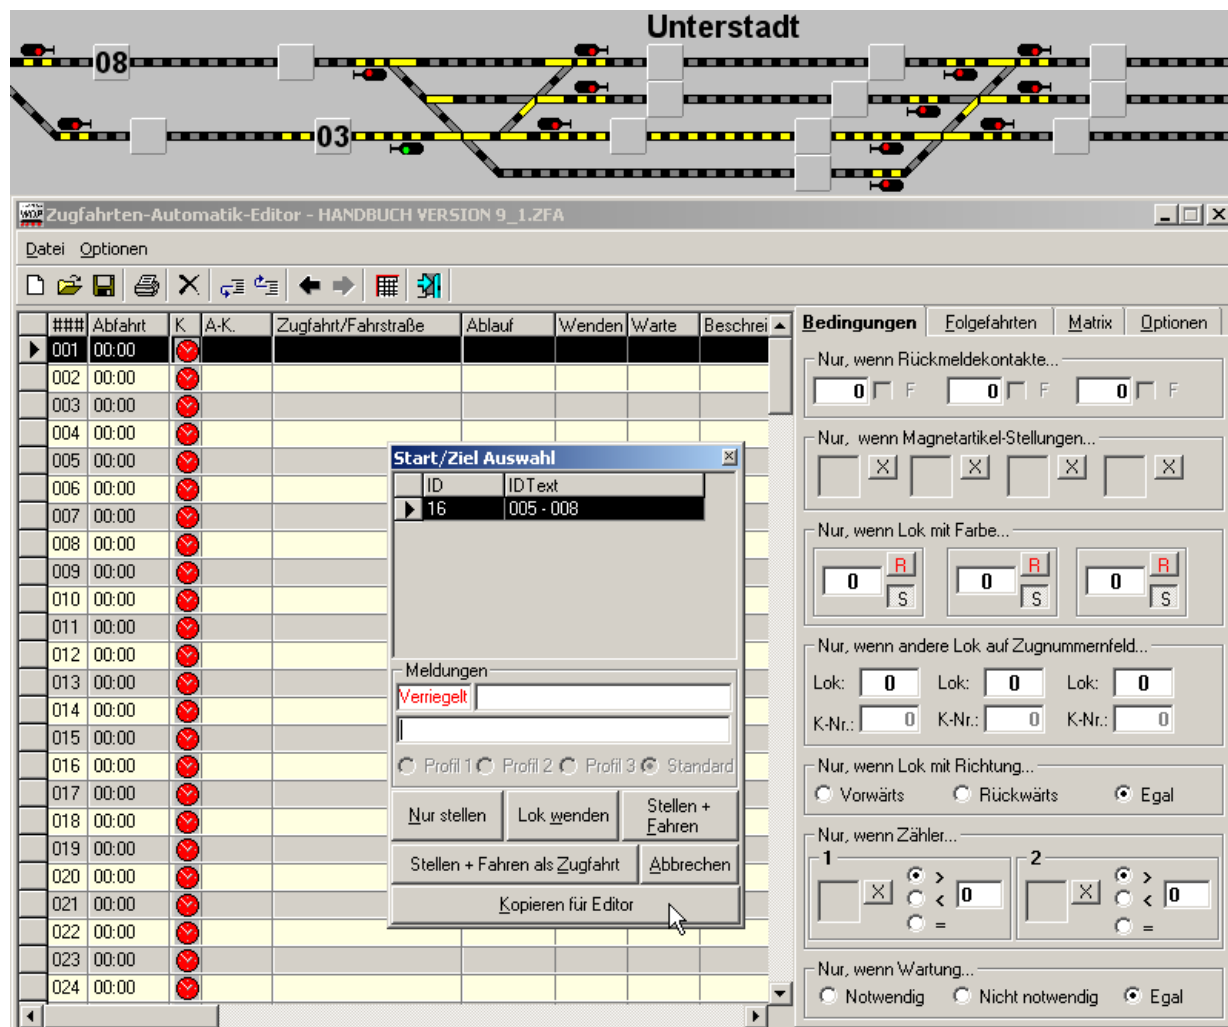 Unterstadt
08
03
Zugfahrten-Automatik-Editor - HANDBUCH VERSION 9_1.ZFA
Datei Optionen
### Abfahrt K A-K. Zugfahrt/Fahrstraße Ablauf Wenden Warte Beschrei
001 00:00
002 00:00
003 00:00
004 00:00
005 00:00
006 00:00
007 00:00
008 00:00
009 00:00
010 00:00
011 00:00
012 00:00
013 00:00
014 00:00
015 00:00
016 00:00
017 00:00
018 00:00
019 00:00
020 00:00
021 00:00
022 00:00
023 00:00
024 00:00
Start/Ziel Auswahl
ID IDText
16 005 - 008
Meldungen
Verriegelt
Profil 1 Profil 2 Profil 3 Standard
Nur stellen Lok wenden Stellen +
Fahren
Stellen + Fahren als Zugfahrt Abbrechen
Kopieren für Editor
Bedingungen Folgefahrten Matrix Optionen
Nur, wenn Rückmeldekontakte...
0 F 0 F 0 F
Nur, wenn Magnetartikel-Stellungen...
X X X X
Nur, wenn Lok mit Farbe...
0 R S 0 R S 0 R S
Nur, wenn andere Lok auf Zugnummernfeld...
Lok: 0 Lok: 0 Lok: 0
K-Nr.: 0 K-Nr.: 0 K-Nr.: 0
Nur, wenn Lok mit Richtung...
Vorwärts Rückwärts Egal
Nur, wenn Zähler...
1 2
X > < = 0 X > < = 0
Nur, wenn Wartung...
Notwendig Nicht notwendig Egal